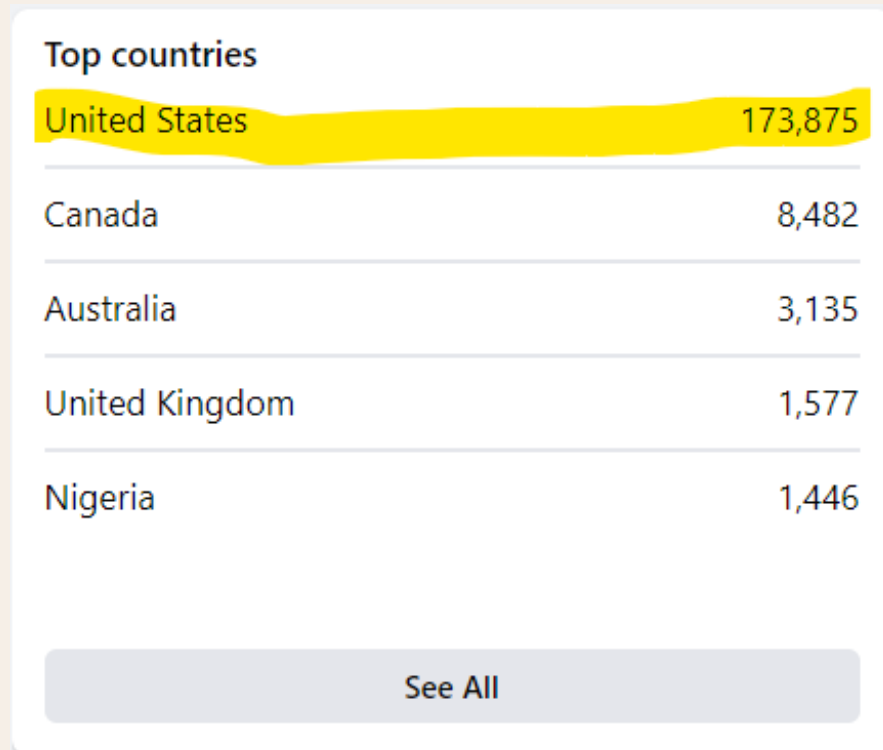 Top countries
United States 173,875
Canada 8,482
Australia 3,135
United Kingdom 1,577
Nigeria 1,446
See All